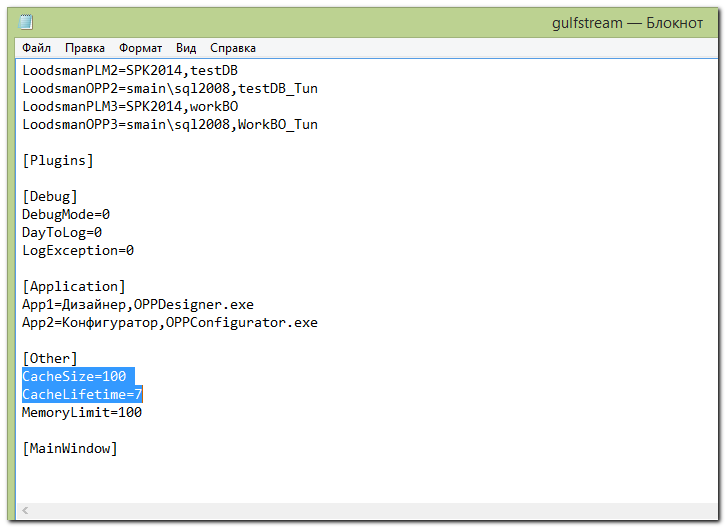 gulfstream — Блокнот
Файл Правка Формат Вид Справка
LoodsmanPLM2=SPK2014,testDB
LoodsmanOPP2=smain\sql2008,testDB_Tun
LoodsmanPLM3=SPK2014,workBO
LoodsmanOPP3=smain\sql2008,WorkBO_Tun
[Plugins]
[Debug]
DebugMode=0
DayToLog=0
LogException=0
[Application]
App1=Дизайнер,OPPDesigner.exe
App2=Конфигуратор,OPPConfigurator.exe
[Other]
CacheSize=100
CacheLifetime=7
MemoryLimit=100
[MainWindow]